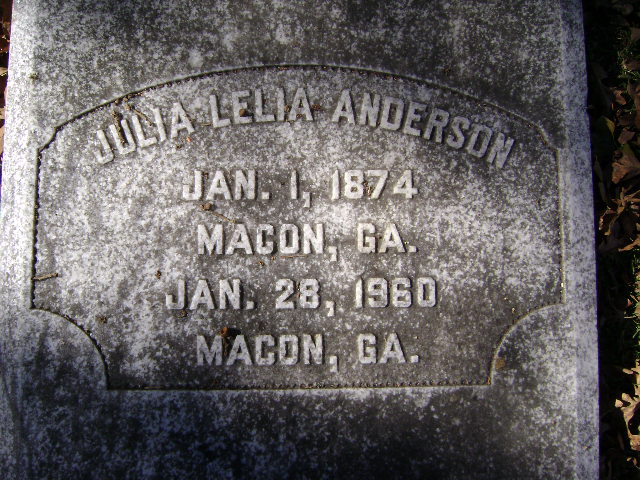 JULIA LELIA ANDERSON
JAN. 1, 1874
MACON, GA.
JAN. 28, 1960
MACON, GA.